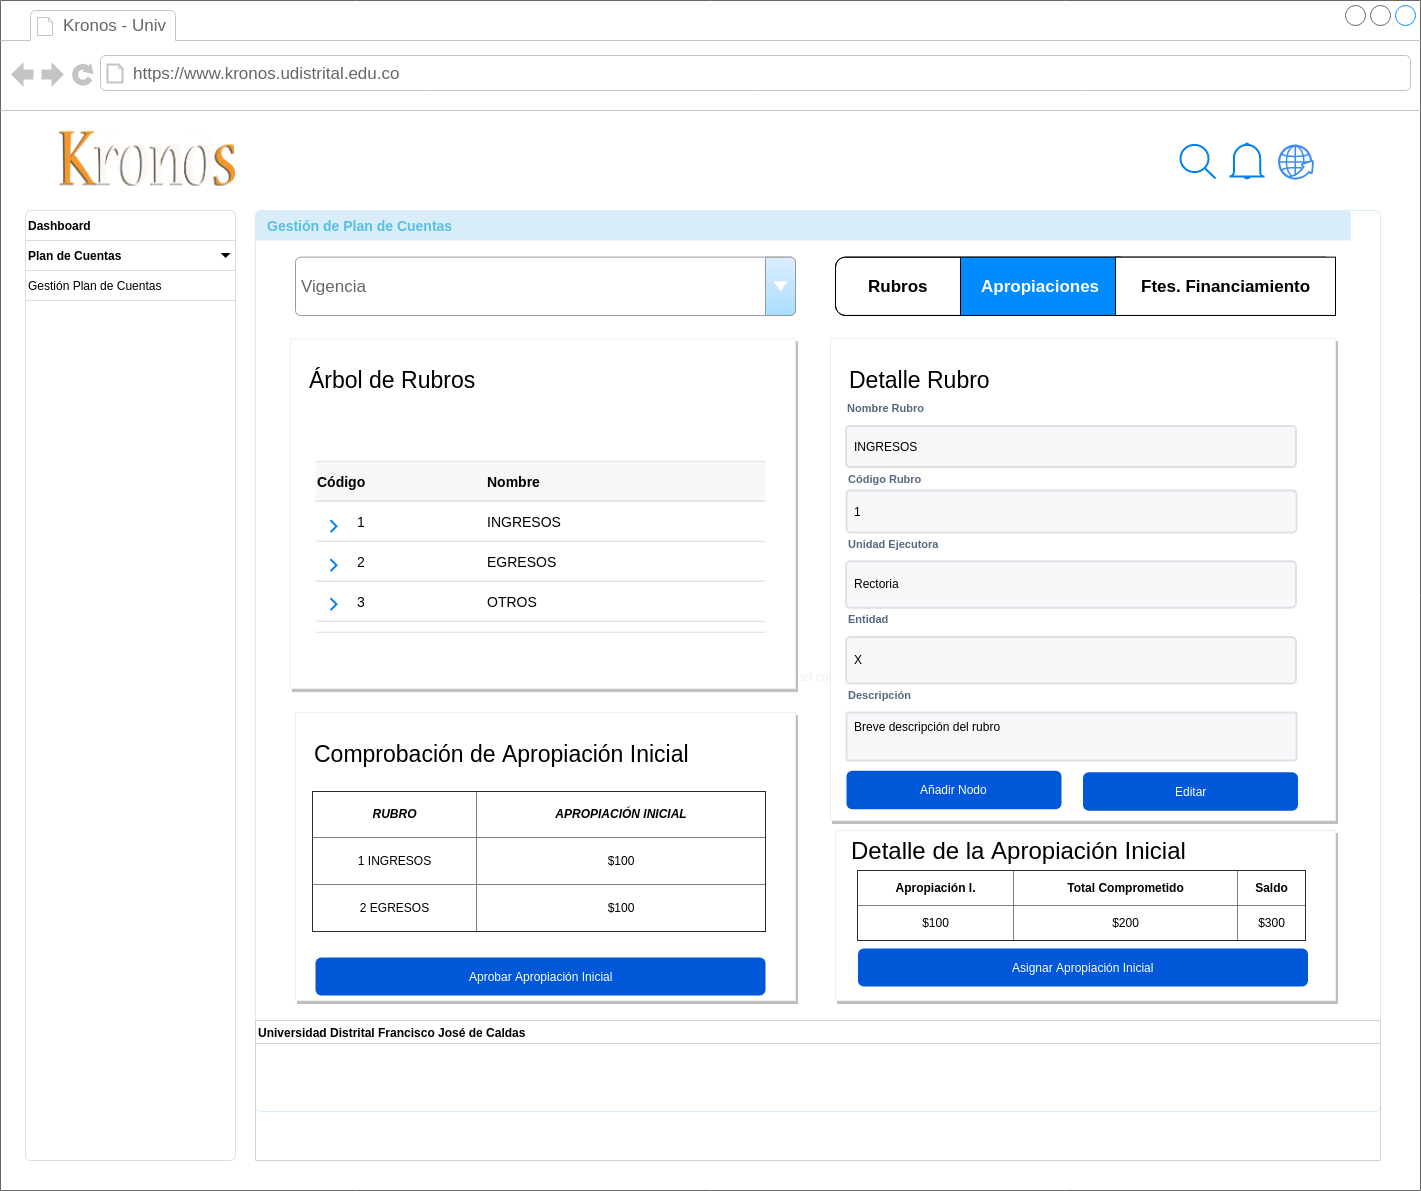 Kronos - Univ
https://www.kronos.udistrital.edu.co
Kronos
Dashboard
Plan de Cuentas
Gestión Plan de Cuentas
Gestión de Plan de Cuentas
Vigencia
Rubros Apropiaciones Ftes. Financiamiento
Árbol de Rubros
Código Nombre
1 INGRESOS
2 EGRESOS
3 OTROS
Comprobación de Apropiación Inicial
RUBRO APROPIACIÓN INICIAL
1 INGRESOS $100
2 EGRESOS $100
Aprobar Apropiación Inicial
Detalle Rubro
Nombre Rubro
INGRESOS
Código Rubro
1
Unidad Ejecutora
Rectoria
Entidad
X
Descripción
Breve descripción del rubro
Añadir Nodo Editar
Detalle de la Apropiación Inicial
Apropiación I. Total Comprometido Saldo
$100 $200 $300
Asignar Apropiación Inicial
Universidad Distrital Francisco José de Caldas